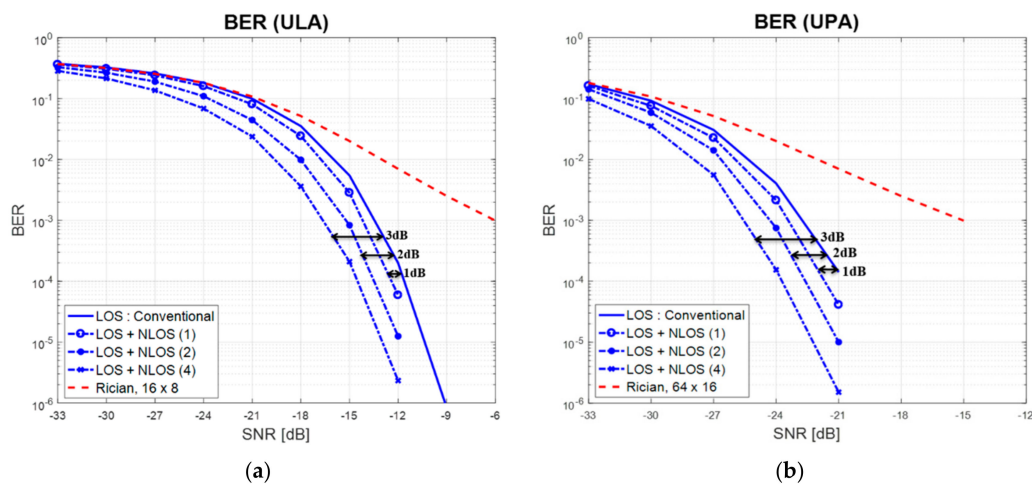 BER (ULA)
10^0
10^-1
10^-2
10^-3
10^-4
10^-5
10^-6
BER
3dB
2dB
1dB
LOS : Conventional
LOS + NLOS (1)
LOS + NLOS (2)
LOS + NLOS (4)
Rician, 16 x 8
-33 -30 -27 -24 -21 -18 -15 -12 -9 -6
SNR [dB]
(a)
BER (UPA)
10^0
10^-1
10^-2
10^-3
10^-4
10^-5
10^-6
BER
3dB
2dB
1dB
LOS : Conventional
LOS + NLOS (1)
LOS + NLOS (2)
LOS + NLOS (4)
Rician, 64 x 16
-33 -30 -27 -24 -21 -18 -15 -12
SNR [dB]
(b)